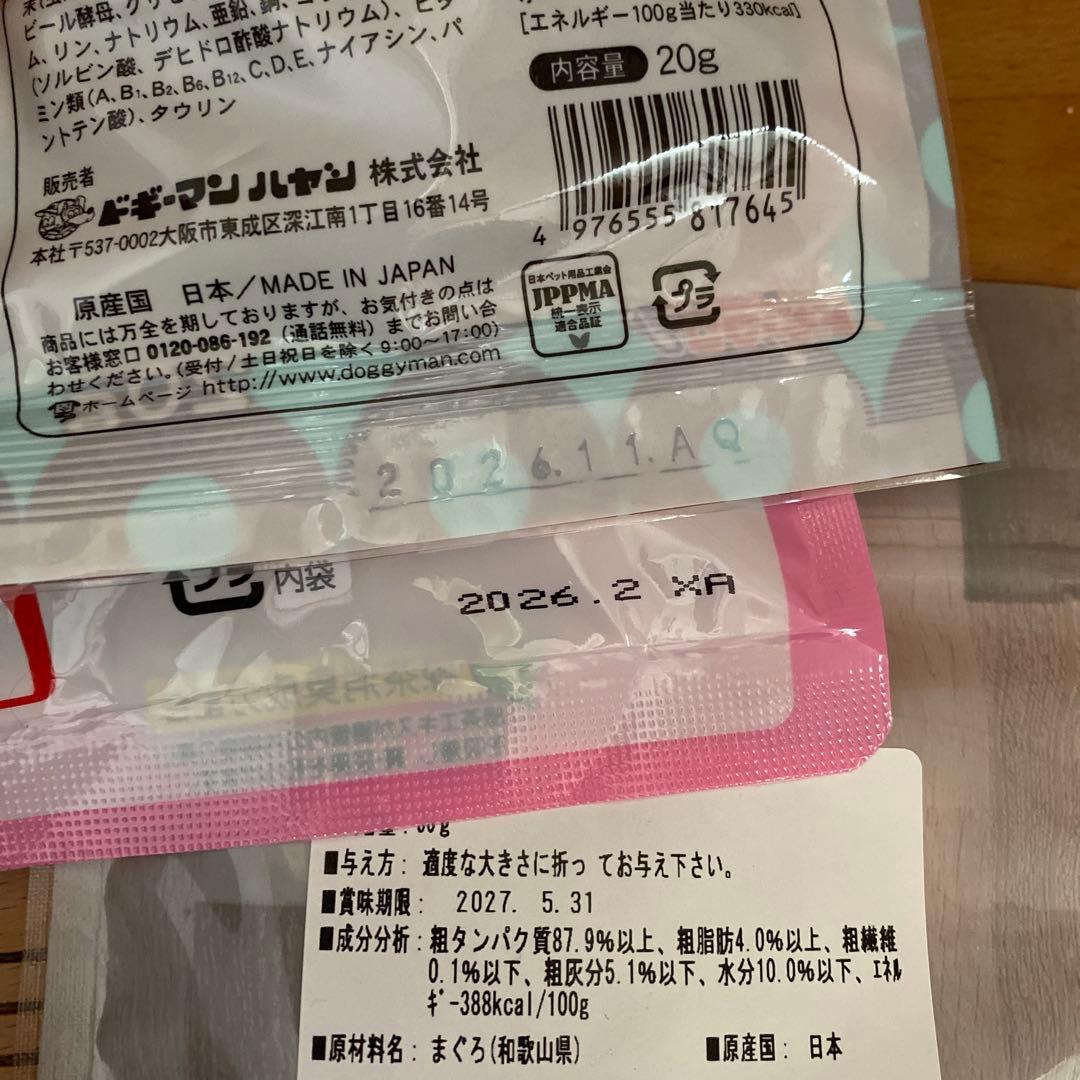 ビール酵母、
ム、リン、ナトリウム、亜鉛、銅、
(ソルビン酸、デヒドロ酢酸ナトリウム)、ビタ
ミン類(A、B1、B2、B6、B12、C、D、E、ナイアシン、パ
ントテン酸)、タウリン
販売者
ドギーマンハヤシ 株式会社
本社〒537-0002大阪市東成区深江南1丁目16番14号
原産国 日本/MADE IN JAPAN
商品には万全を期しておりますが、お気付きの点は
お客様窓口 0120-086-192 (通話無料) までお問い合
わせください。(受付/土日祝日を除く9:00〜17:00)
ホームページ http://www.doggyman.com
[エネルギー100g当たり330kcal]
内容量 20g
4 976555 817645
日本ペット用品工業会
JPPMA
統一表示
適合品証
プラ
2026.11.AQ
プラ 内袋
2026.2 XA
■与え方: 適度な大きさに折っ てお与え下さい。
■賞味期限: 2027. 5.31
■成分分析:粗タンパク質87.9%以上、粗脂肪4.0%以上、粗繊維
0.1%以下、粗灰分5.1%以下、水分10.0%以下、エネル
ギー388kcal/100g
■原材料名: まぐろ(和歌山県) ■原産国: 日本